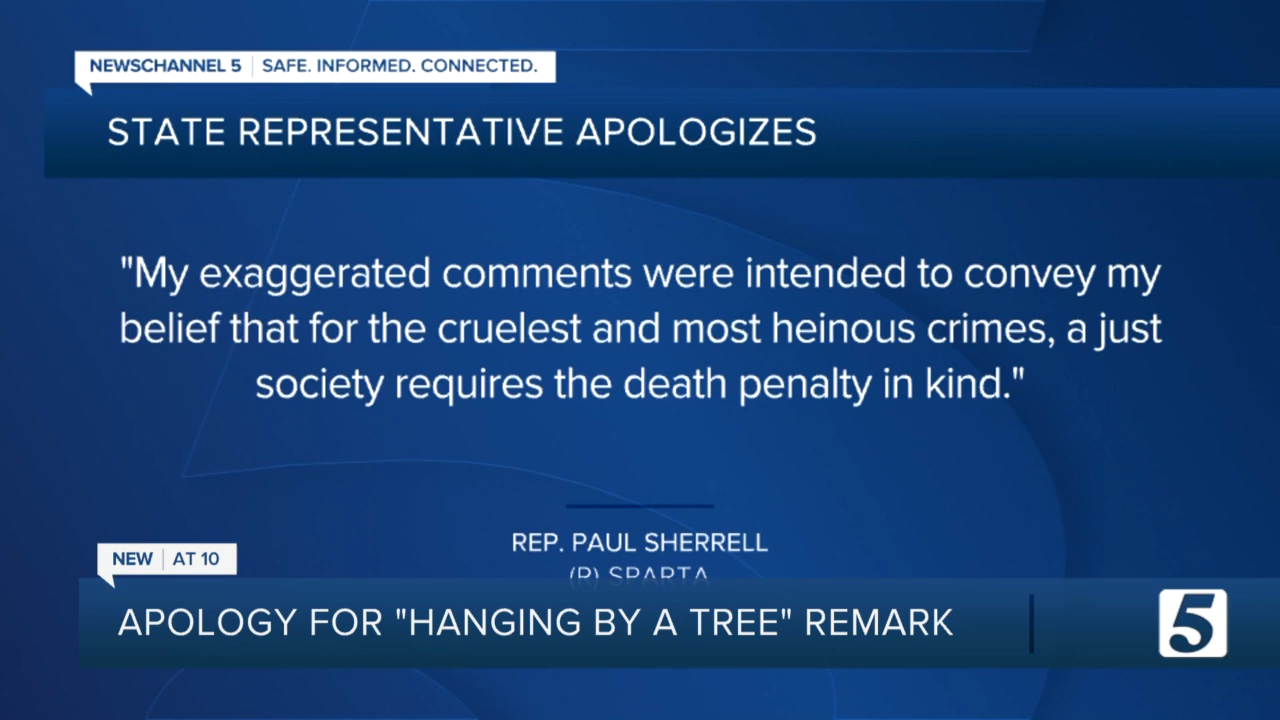 NEWSCHANNEL 5 | SAFE. INFORMED. CONNECTED.
STATE REPRESENTATIVE APOLOGIZES
"My exaggerated comments were intended to convey my
belief that for the cruelest and most heinous crimes, a just
society requires the death penalty in kind."
REP. PAUL SHERRELL
(R) SPARTA
NEW | AT 10
APOLOGY FOR "HANGING BY A TREE" REMARK
5